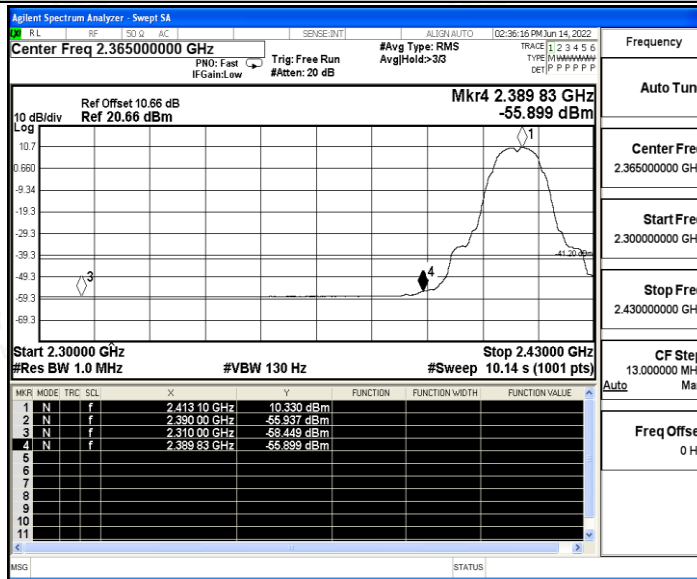 Agilent Spectrum Analyzer - Swept SA
RL RF 50 Ω AC SENSE:INT ALIGN AUTO 02:36:16 PM Jun 14, 2022
Center Freq 2.365000000 GHz
PNO: Fast
IFGain:Low
Trig: Free Run
#Atten: 20 dB
#Avg Type: RMS
Avg|Hold:>3/3
TRACE 1 2 3 4 5 6
TYPE M
DET P P P P P P
Ref Offset 10.66 dB
10 dB/div Ref 20.66 dBm
Log
Mkr4 2.389 83 GHz
-55.899 dBm
10.7
0.660
-9.34
-19.3
-29.3
-39.3
-49.3
-59.3
-69.3
1
3
4
-41.20 dBm
Start 2.30000 GHz Stop 2.43000 GHz
#Res BW 1.0 MHz #VBW 130 Hz #Sweep 10.14 s (1001 pts)
MKR MODE TRC SCL X Y FUNCTION FUNCTION WIDTH FUNCTION VALUE
1 N f 2.413 10 GHz 10.330 dBm
2 N f 2.390 00 GHz -55.937 dBm
3 N f 2.310 00 GHz -58.449 dBm
4 N f 2.389 83 GHz -55.899 dBm
5
6
7
8
9
10
11
MSG STATUS
Frequency
Auto Tun
Center Fre
2.365000000 GH
Start Fre
2.300000000 GH
Stop Fre
2.430000000 GH
CF Step
13.000000 MH
Auto Ma
Freq Offse
0 H